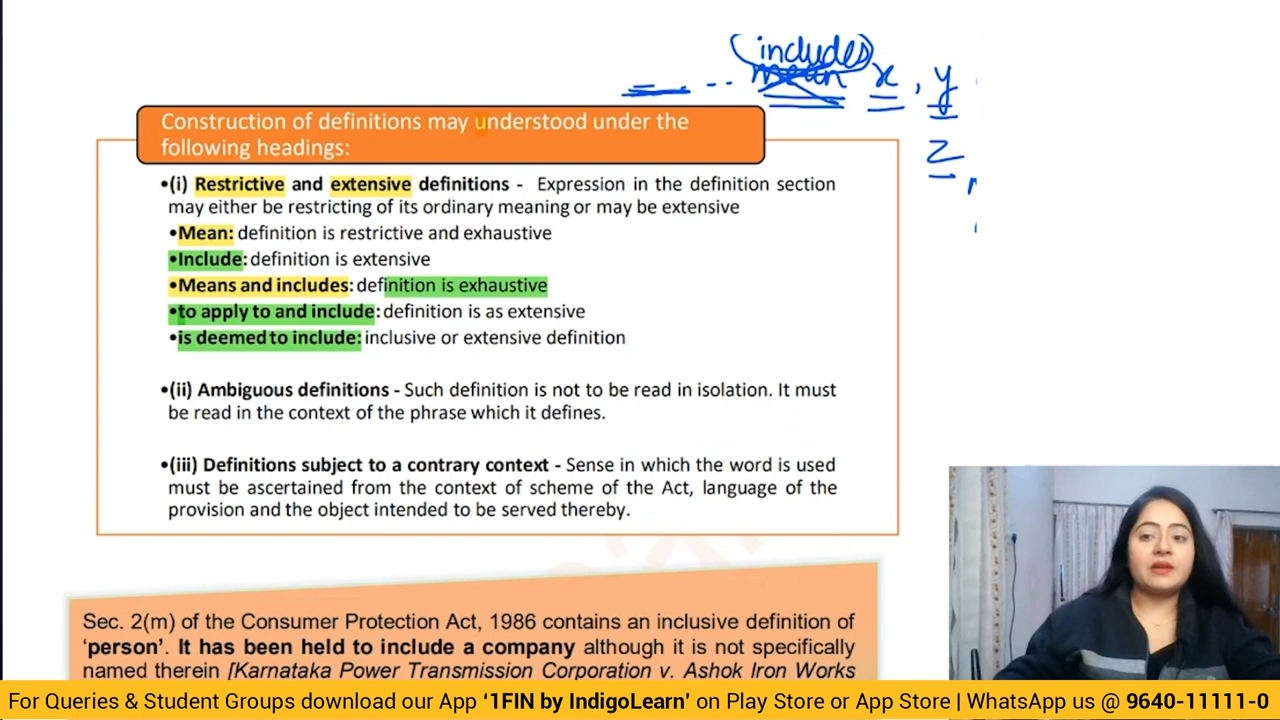 includes
mean x, y
z
Construction of definitions may understood under the
following headings:
•(i) Restrictive and extensive definitions - Expression in the definition section
may either be restricting of its ordinary meaning or may be extensive
•Mean: definition is restrictive and exhaustive
•Include: definition is extensive
•Means and includes: definition is exhaustive
•to apply to and include: definition is as extensive
•is deemed to include: inclusive or extensive definition
•(ii) Ambiguous definitions - Such definition is not to be read in isolation. It must
be read in the context of the phrase which it defines.
•(iii) Definitions subject to a contrary context - Sense in which the word is used
must be ascertained from the context of scheme of the Act, language of the
provision and the object intended to be served thereby.
Sec. 2(m) of the Consumer Protection Act, 1986 contains an inclusive definition of
‘person’. It has been held to include a company although it is not specifically
named therein [Karnataka Power Transmission Corporation v. Ashok Iron Works
For Queries & Student Groups download our App ‘1FIN by IndigoLearn’ on Play Store or App Store | WhatsApp us @ 9640-11111-0